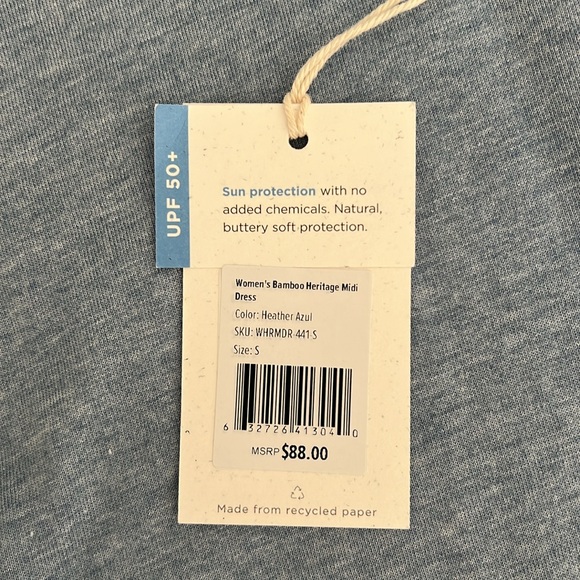 UPF 50+
Sun protection with no
added chemicals. Natural,
buttery soft protection.
Women's Bamboo Heritage Midi
Dress
Color: Heather Azul
SKU: WHRMDR-441-S
Size: S
6 32726 41304 0
MSRP $88.00
Made from recycled paper